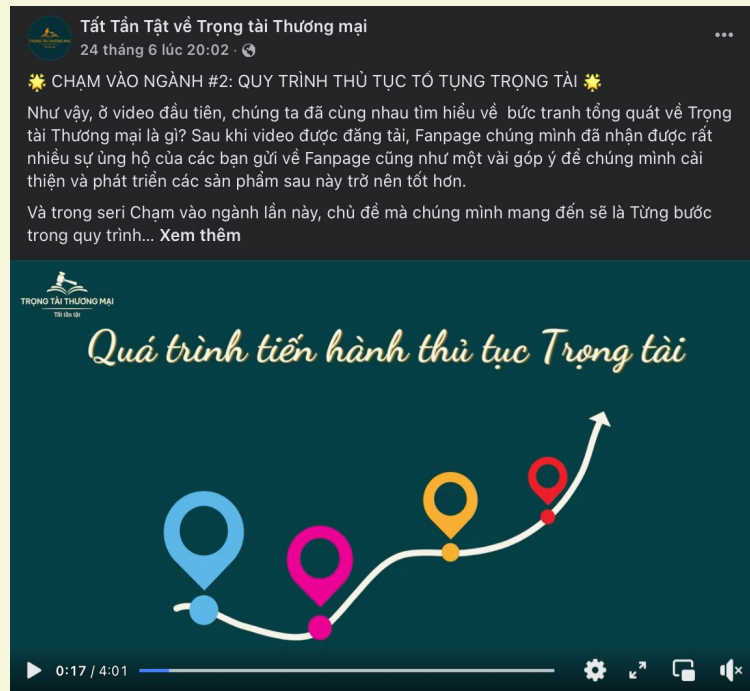 Tất Tần Tật về Trọng tài Thương mại
24 tháng 6 lúc 20:02 ·
CHẠM VÀO NGÀNH #2: QUY TRÌNH THỦ TỤC TỐ TỤNG TRỌNG TÀI
Như vậy, ở video đầu tiên, chúng ta đã cùng nhau tìm hiểu về bức tranh tổng quát về Trọng
tài Thương mại là gì? Sau khi video được đăng tải, Fanpage chúng mình đã nhận được rất
nhiều sự ủng hộ của các bạn gửi về Fanpage cũng như một vài góp ý để chúng mình cải
thiện và phát triển các sản phẩm sau này trở nên tốt hơn.
Và trong seri Chạm vào ngành lần này, chủ đề mà chúng mình mang đến sẽ là Từng bước
trong quy trình... Xem thêm
TRỌNG TÀI THƯƠNG MẠI
Tất tần tật
Quá trình tiến hành thủ tục Trọng tài
0:17 / 4:01